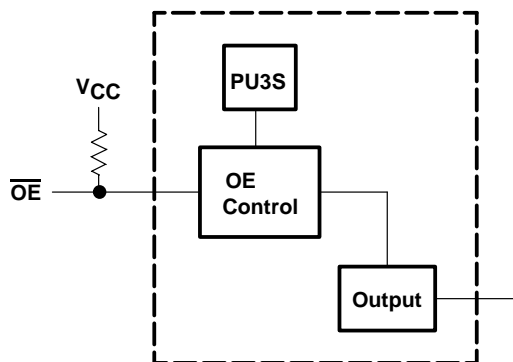 PU3S
VCC
OE
OE
Control
Output